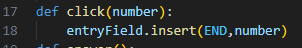 17 def click(number):
18     entryField.insert(END,number)